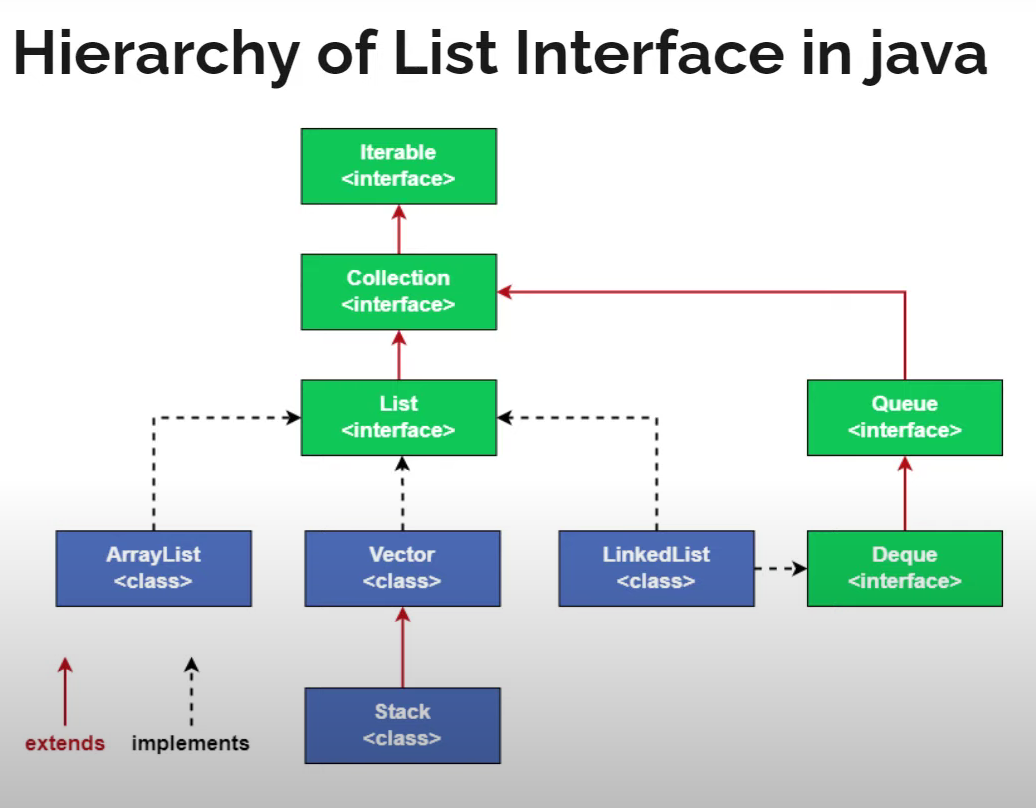 Hierarchy of List Interface in java
Iterable
<interface>
Collection
<interface>
List
<interface>
Queue
<interface>
ArrayList
<class>
Vector
<class>
LinkedList
<class>
Deque
<interface>
Stack
<class>
extends
implements